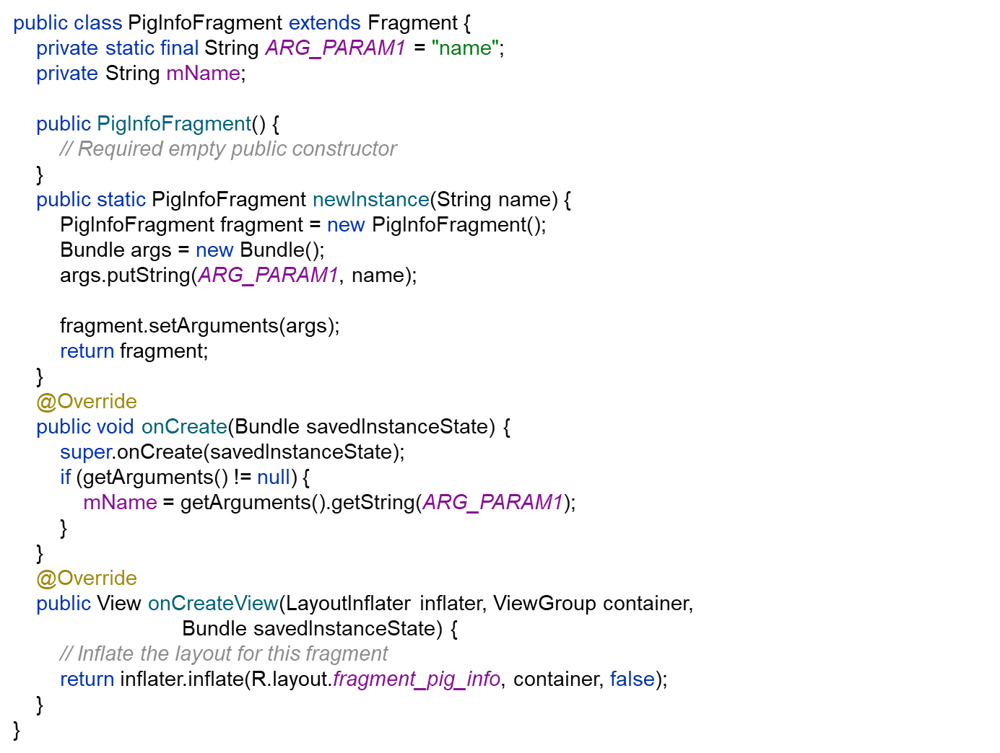 public class PigInfoFragment extends Fragment {
private static final String ARG_PARAM1 = "name";
private String mName;
public PigInfoFragment() {
// Required empty public constructor
}
public static PigInfoFragment newInstance(String name) {
PigInfoFragment fragment = new PigInfoFragment();
Bundle args = new Bundle();
args.putString(ARG_PARAM1, name);
fragment.setArguments(args);
return fragment;
}
@Override
public void onCreate(Bundle savedInstanceState) {
super.onCreate(savedInstanceState);
if (getArguments() != null) {
mName = getArguments().getString(ARG_PARAM1);
}
}
@Override
public View onCreateView(LayoutInflater inflater, ViewGroup container,
Bundle savedInstanceState) {
// Inflate the layout for this fragment
return inflater.inflate(R.layout.fragment_pig_info, container, false);
}
}